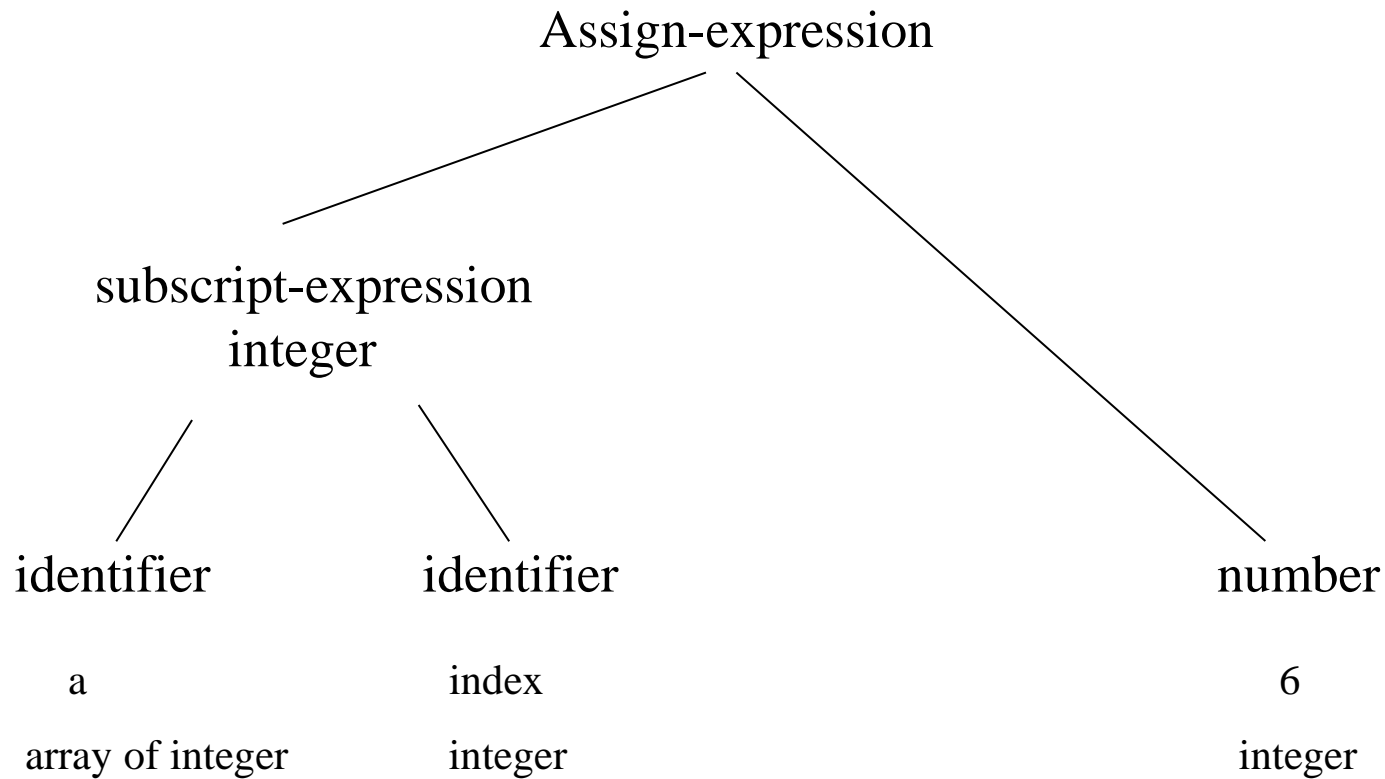 Assign-expression
subscript-expression
integer
identifier identifier number
a index 6
array of integer integer integer